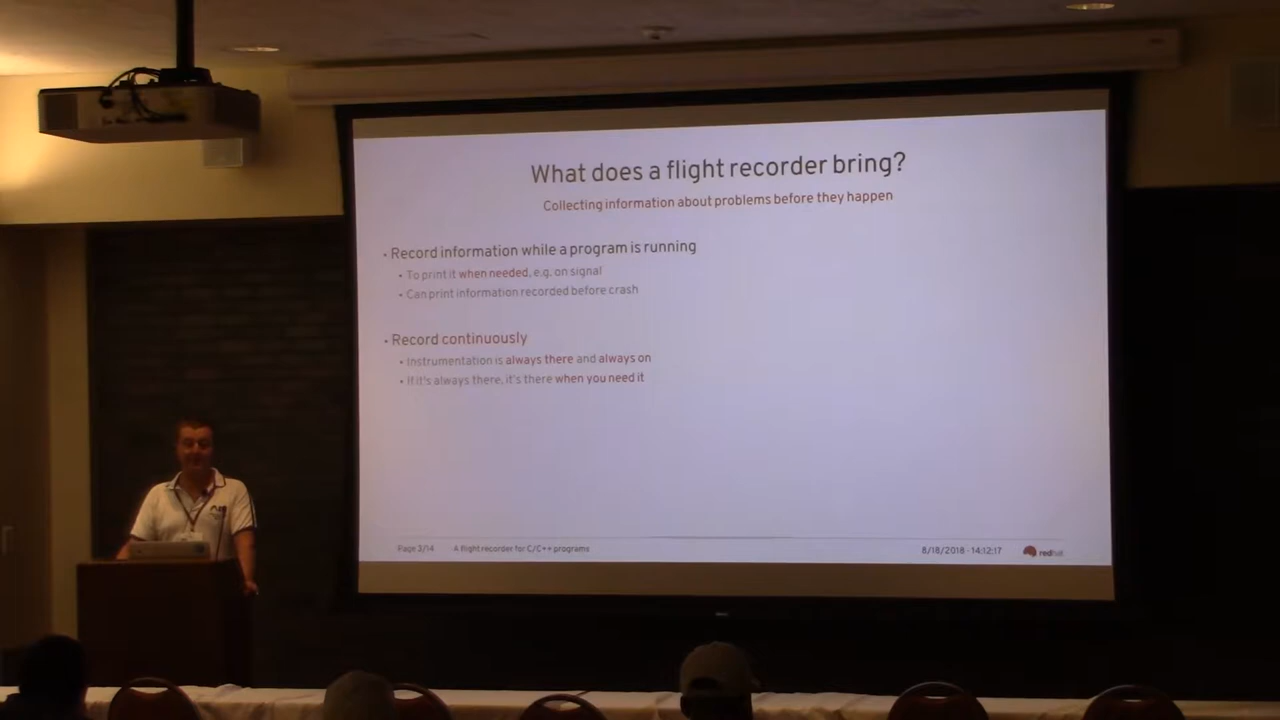 What does a flight recorder bring?
Collecting information about problems before they happen
• Record information while a program is running
• To print it when needed, e.g. on signal
• Can print information recorded before crash
• Record continuously
• Instrumentation is always there and always on
• If it's always there, it's there when you need it
Page 3/14 A flight recorder for C/C++ programs 8/18/2018 - 14:12:17 redhat